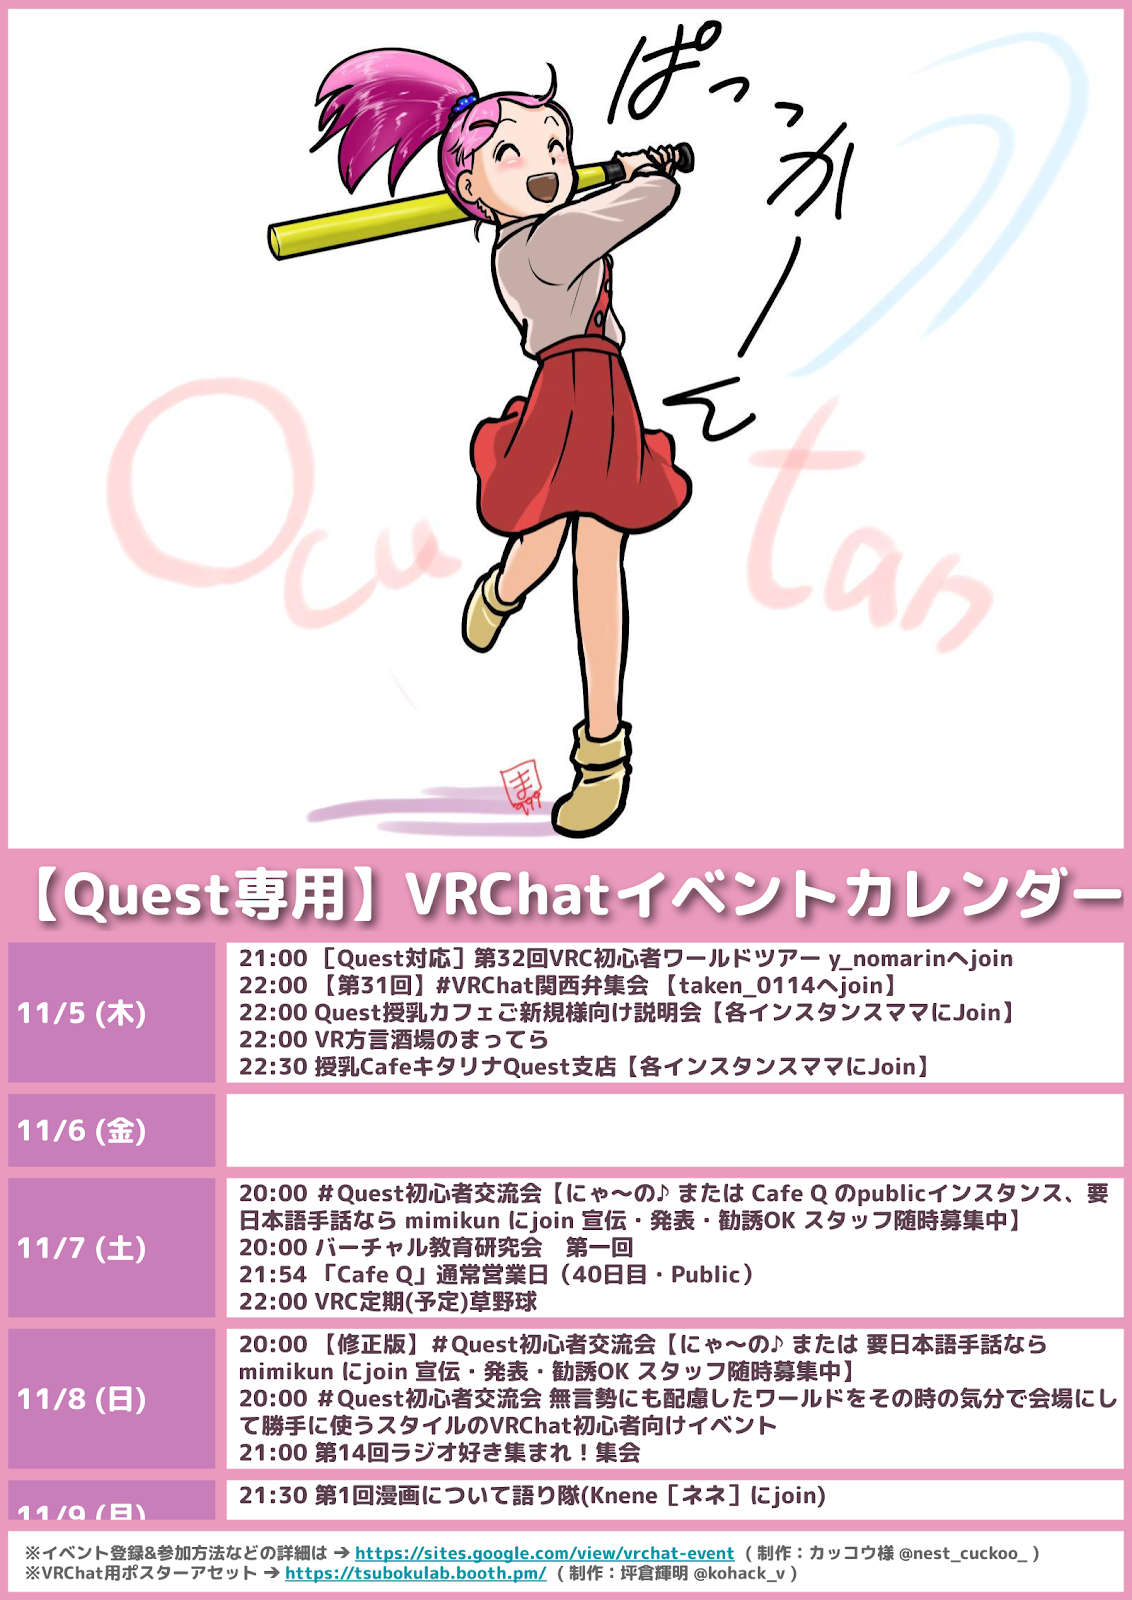 ぱっっかーん
Ocu tan
ま
999
【Quest専用】VRChatイベントカレンダー
11/5 (木)
21:00 ［Quest対応］第32回VRC初心者ワールドツアー y_nomarinへjoin
22:00 【第31回】#VRChat関西弁集会 【taken_0114へjoin】
22:00 Quest授乳カフェご新規様向け説明会【各インスタンスママにJoin】
22:00 VR方言酒場のまってら
22:30 授乳CafeキタリナQuest支店【各インスタンスママにJoin】
11/6 (金)
11/7 (土)
20:00 ＃Quest初心者交流会【にゃ～の♪ または Cafe Q のpublicインスタンス、要
日本語手話なら mimikun にjoin 宣伝・発表・勧誘OK スタッフ随時募集中】
20:00 バーチャル教育研究会　第一回
21:54 「Cafe Q」通常営業日（40日目・Public）
22:00 VRC定期(予定)草野球
11/8 (日)
20:00 【修正版】＃Quest初心者交流会【にゃ～の♪ または 要日本語手話なら
mimikun にjoin 宣伝・発表・勧誘OK スタッフ随時募集中】
20:00 ＃Quest初心者交流会 無言勢にも配慮したワールドをその時の気分で会場にし
て勝手に使うスタイルのVRChat初心者向けイベント
21:00 第14回ラジオ好き集まれ！集会
11/9 (月)
21:30 第1回漫画について語り隊(Knene［ネネ］にjoin)
※イベント登録&参加方法などの詳細は ➔ https://sites.google.com/view/vrchat-event （ 制作：カッコウ様 @nest_cuckoo_ ）
※VRChat用ポスターアセット ➔ https://tsubokulab.booth.pm/ （ 制作：坪倉輝明 @kohack_v ）